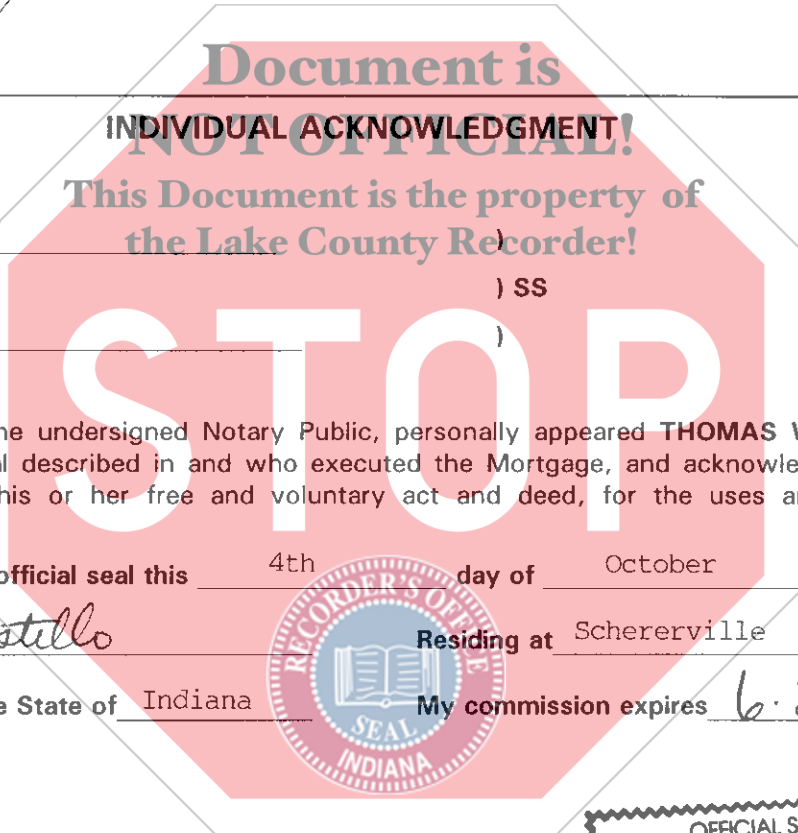 Document is
INDIVIDUAL ACKNOWLEDGMENT
NOT OFFICIAL!
This Document is the property of
the Lake County Recorder!
)
) SS
)
STOP
undersigned Notary Public, personally appeared THOMAS
described in and who executed the Mortgage, and
his or her free and voluntary act and deed, for the uses
official seal this 4th day of October
Residing at Schererville
State of Indiana My commission expires 6.
RECORDER'S OFFICE
SEAL
INDIANA
OFFICIAL